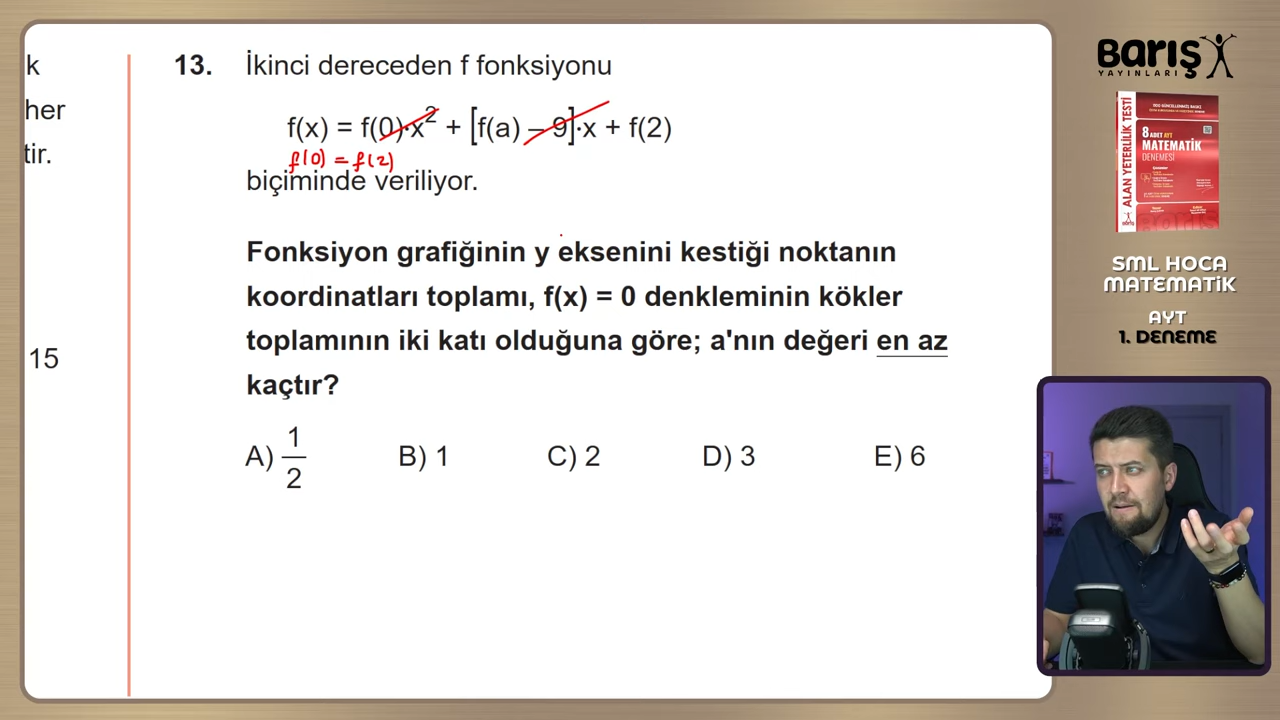 k
her
tir.
15
13. İkinci dereceden f fonksiyonu
f(x) = f(0)·x² + [f(a) – 9]·x + f(2)
f(0) = f(2)
biçiminde veriliyor.
Fonksiyon grafiğinin y eksenini kestiği noktanın
koordinatları toplamı, f(x) = 0 denkleminin kökler
toplamının iki katı olduğuna göre; a'nın değeri en az
kaçtır?
A) 1/2 B) 1 C) 2 D) 3 E) 6
Barış
YAYINLARI
ALAN YETERLİLİK TESTİ
8 ADET AYT
MATEMATİK
DENEMESİ
SML HOCA
MATEMATİK
AYT
1. DENEME